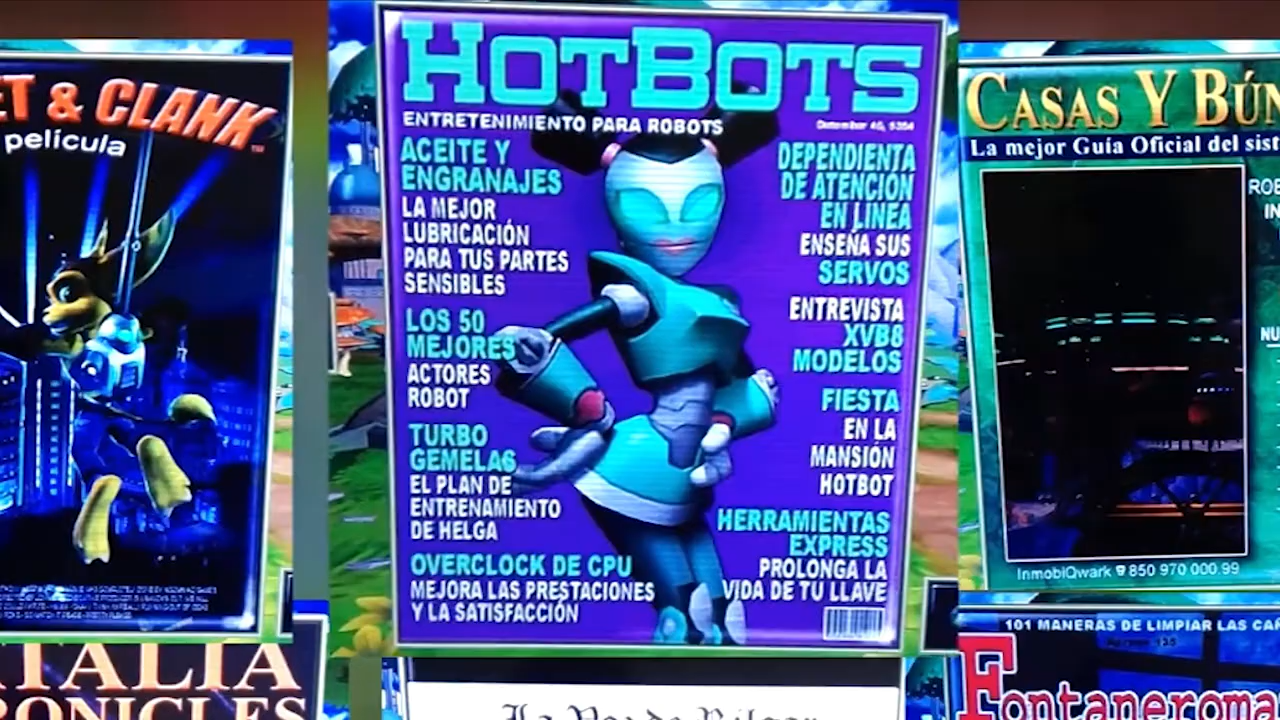 ET & CLANK
película
HOTBOTS
ENTRETENIMIENTO PARA ROBOTS
ACEITE Y
ENGRANAJES
LA MEJOR
LUBRICACIÓN
PARA TUS PARTES
SENSIBLES
LOS 50
MEJORES
ACTORES
ROBOT
TURBO
GEMELAS
EL PLAN DE
ENTRENAMIENTO
DE HELGA
OVERCLOCK DE CPU
MEJORA LAS PRESTACIONES
Y LA SATISFACCIÓN
DEPENDIENTA
DE ATENCIÓN
EN LÍNEA
ENSEÑA SUS
SERVOS
ENTREVISTA
XVB8
MODELOS
FIESTA
EN LA
MANSIÓN
HOTBOT
HERRAMIENTAS
EXPRESS
PROLONGA LA
VIDA DE TU LLAVE
CASAS Y BÚN
La mejor Guía Oficial del sist
InmobiQwark 850 970 000.99
ITALIA
RONICLES
101 MANERAS DE LIMPIAR LAS CAÑ
Fontaneroma